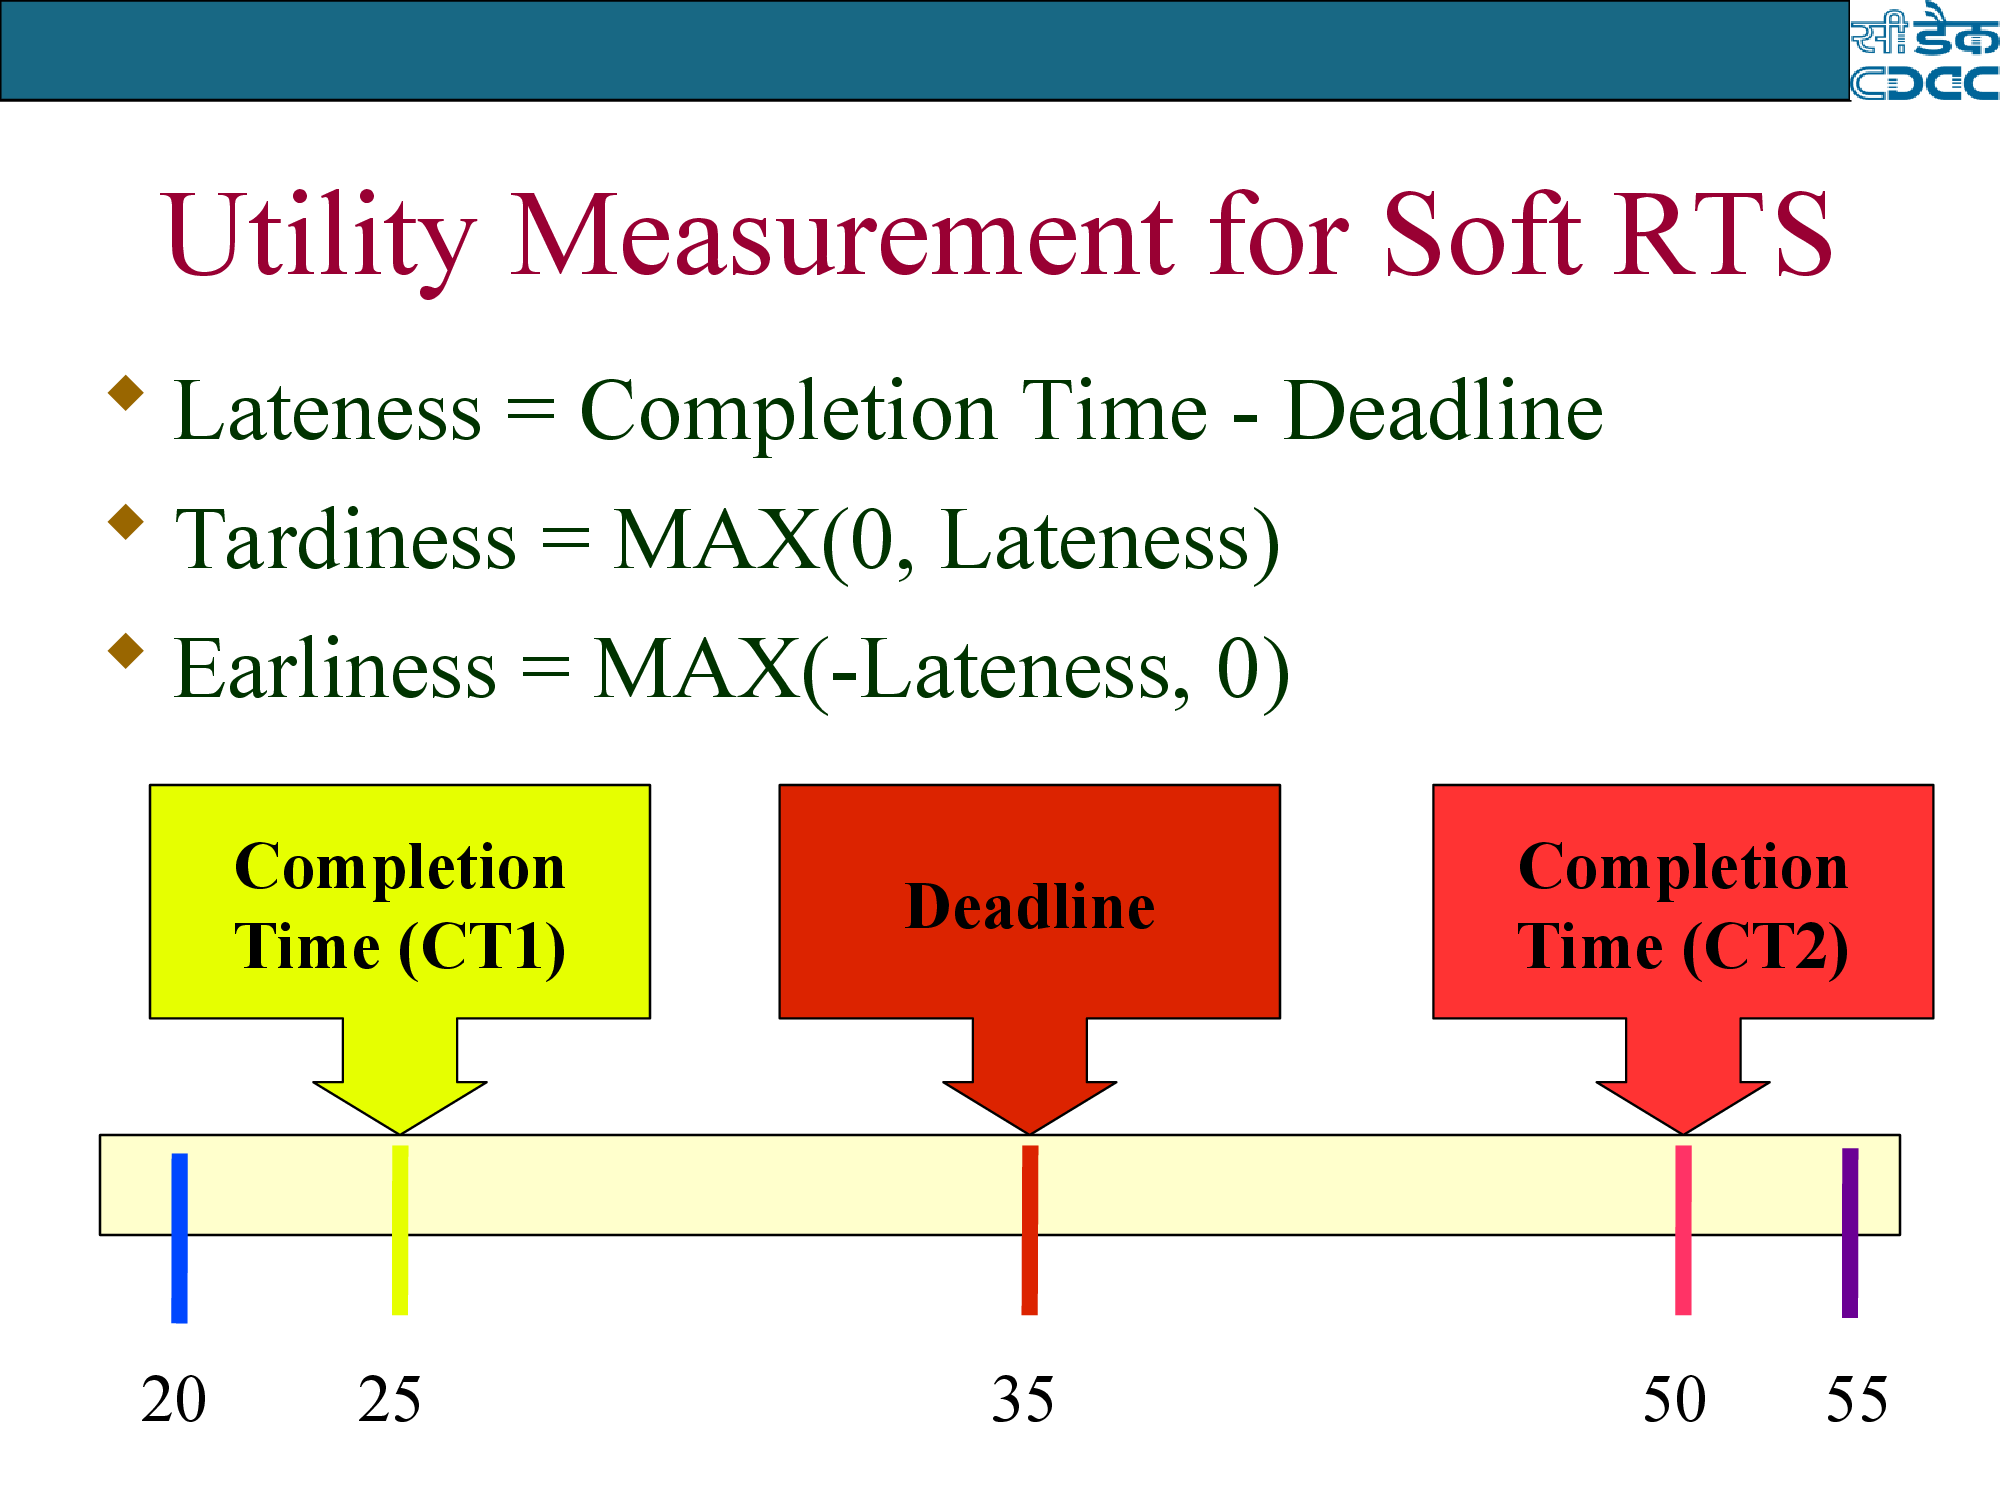 सी डैक
CDAC
Utility Measurement for Soft RTS
Lateness = Completion Time - Deadline
Tardiness = MAX(0, Lateness)
Earliness = MAX(-Lateness, 0)
Completion
Time (CT1)
Deadline
Completion
Time (CT2)
20 25 35 50 55